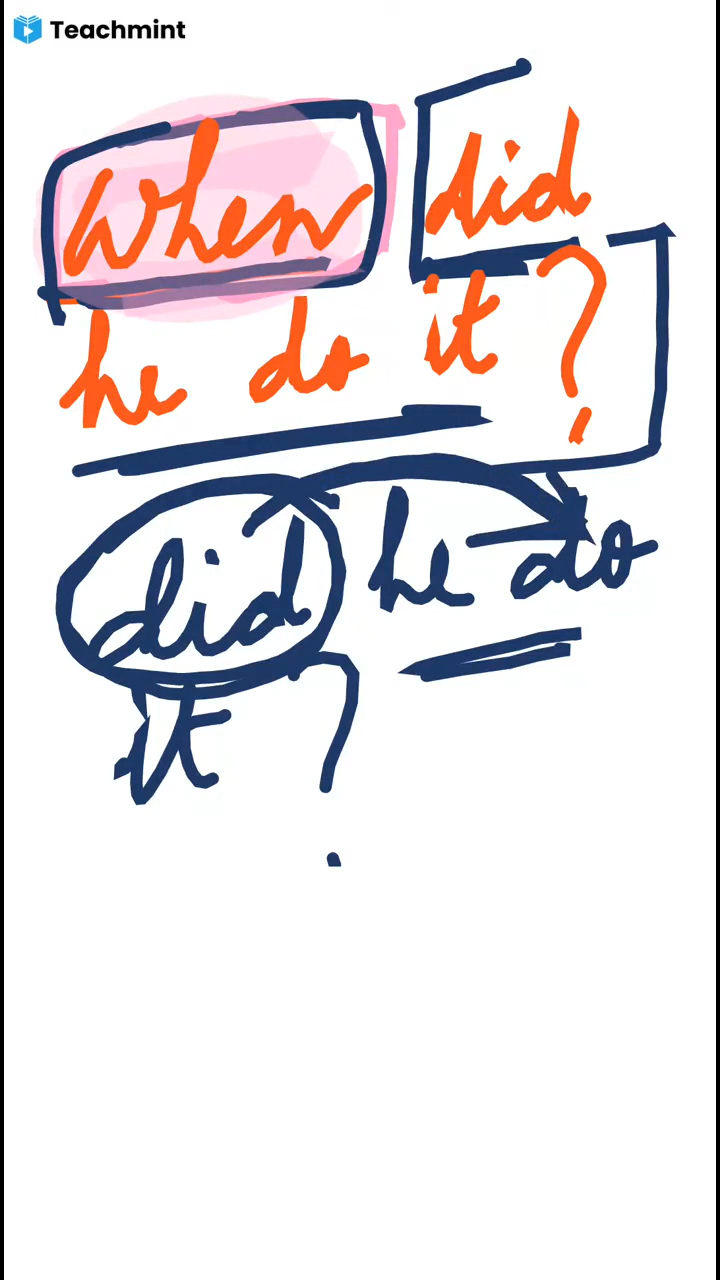 Teachmint
When did
he do it ?
did he do
it ?